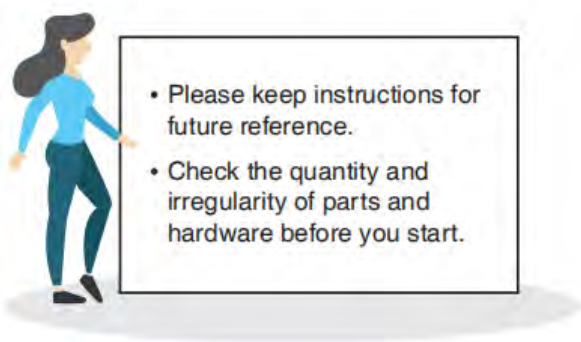 • Please keep instructions for
future reference.
• Check the quantity and
irregularity of parts and
hardware before you start.